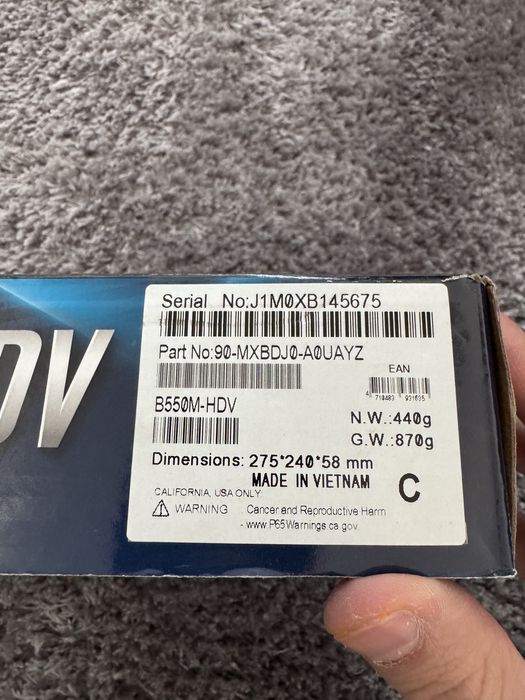 DV
Serial No:J1M0XB145675
Part No:90-MXBDJ0-A0UAYZ
EAN
B550M-HDV
N.W.:440g
G.W.:870g
Dimensions: 275*240*58 mm
MADE IN VIETNAM
C
CALIFORNIA, USA ONLY
⚠ WARNING Cancer and Reproductive Harm
- www.P65Warnings.ca.gov